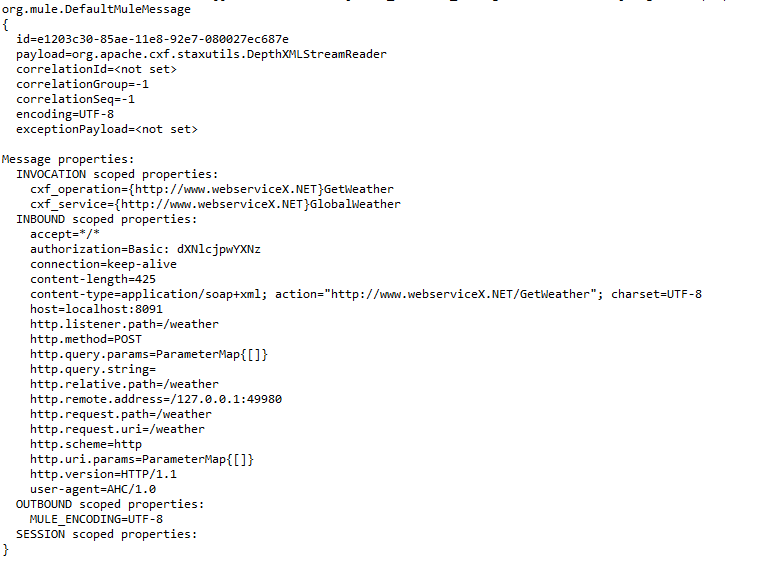 org.mule.DefaultMuleMessage
{
  id=e1203c30-85ae-11e8-92e7-080027ec687e
  payload=org.apache.cxf.staxutils.DepthXMLStreamReader
  correlationId=<not set>
  correlationGroup=-1
  correlationSeq=-1
  encoding=UTF-8
  exceptionPayload=<not set>

Message properties:
  INVOCATION scoped properties:
    cxf_operation={http://www.webserviceX.NET}GetWeather
    cxf_service={http://www.webserviceX.NET}GlobalWeather
  INBOUND scoped properties:
    accept=*/*
    authorization=Basic: dXNlcjpwYXNz
    connection=keep-alive
    content-length=425
    content-type=application/soap+xml; action="http://www.webserviceX.NET/GetWeather"; charset=UTF-8
    host=localhost:8091
    http.listener.path=/weather
    http.method=POST
    http.query.params=ParameterMap{[]}
    http.query.string=
    http.relative.path=/weather
    http.remote.address=/127.0.0.1:49980
    http.request.path=/weather
    http.request.uri=/weather
    http.scheme=http
    http.uri.params=ParameterMap{[]}
    http.version=HTTP/1.1
    user-agent=AHC/1.0
  OUTBOUND scoped properties:
    MULE_ENCODING=UTF-8
  SESSION scoped properties:
}